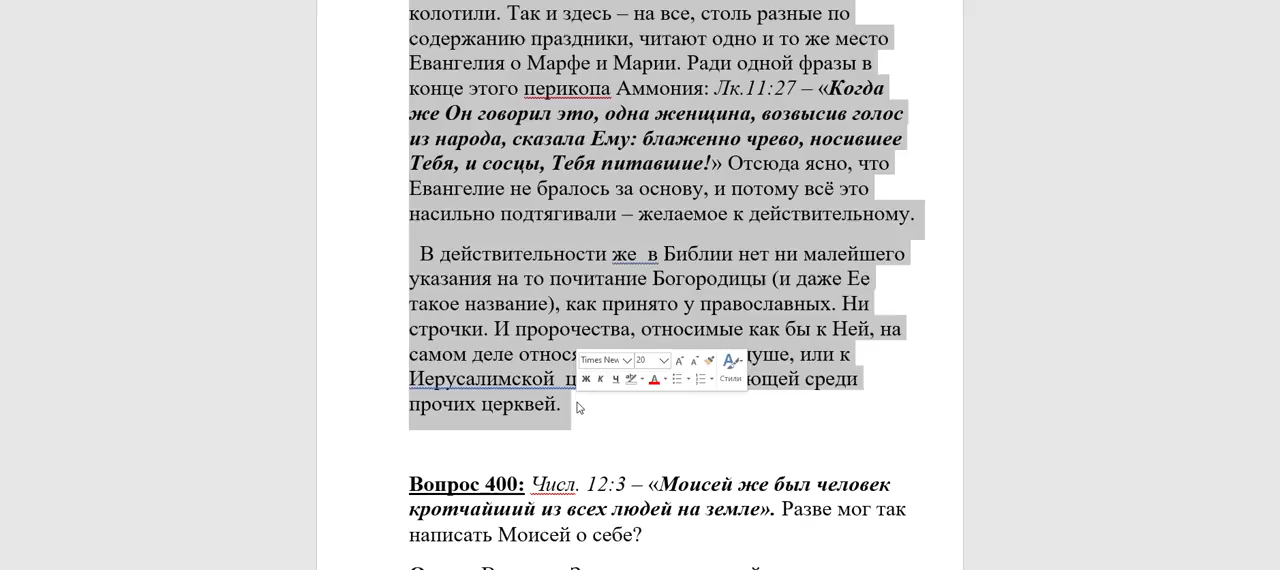 колотили. Так и здесь – на все, столь разные по
содержанию праздники, читают одно и то же место
Евангелия о Марфе и Марии. Ради одной фразы в
конце этого перикопа Аммония: Лк.11:27 – «Когда
же Он говорил это, одна женщина, возвысив голос
из народа, сказала Ему: блаженно чрево, носившее
Тебя, и сосцы, Тебя питавшие!» Отсюда ясно, что
Евангелие не бралось за основу, и потому всё это
насильно подтягивали – желаемое к действительному.
В действительности же  в Библии нет ни малейшего
указания на то почитание Богородицы (и даже Ее
такое название), как принято у православных. Ни
строчки. И пророчества, относимые как бы к Ней, на
самом деле относя душе, или к
Иерусалимской ц ющей среди
прочих церквей.
Times New 20
Ж К Ч Стили
Вопрос 400: Числ. 12:3 – «Моисей же был человек
кротчайший из всех людей на земле». Разве мог так
написать Моисей о себе?